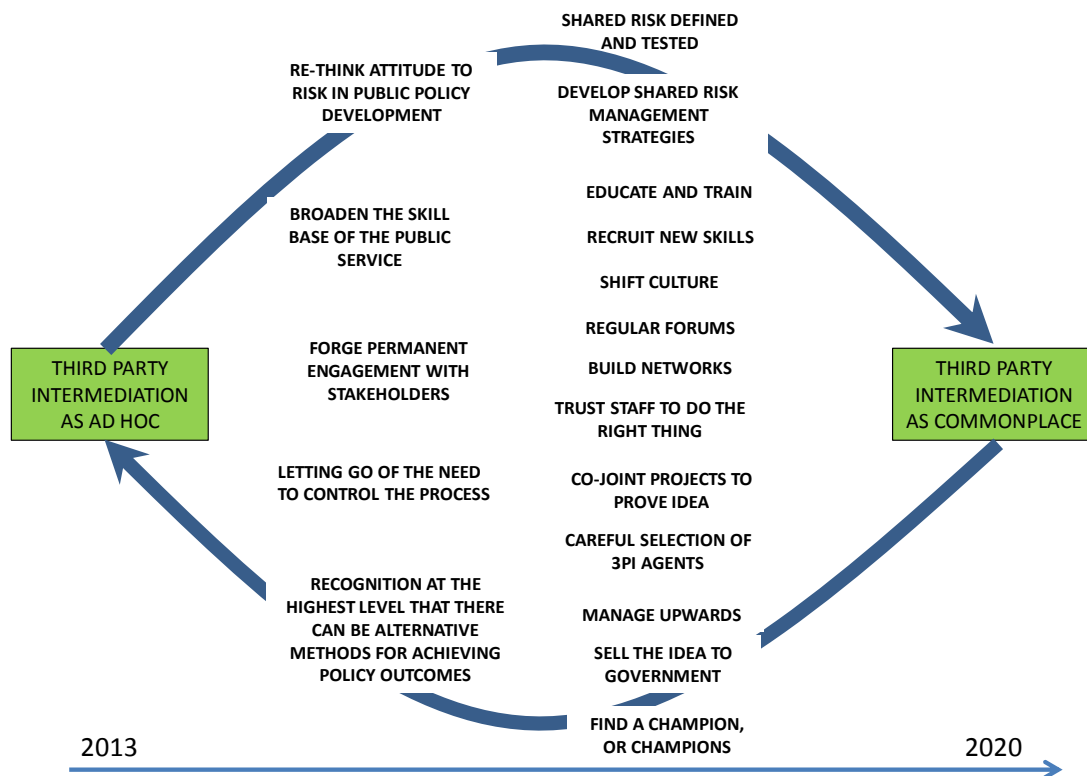 SHARED RISK DEFINED
AND TESTED
RE-THINK ATTITUDE TO
RISK IN PUBLIC POLICY
DEVELOPMENT
DEVELOP SHARED RISK
MANAGEMENT
STRATEGIES
EDUCATE AND TRAIN
BROADEN THE SKILL
BASE OF THE PUBLIC
SERVICE
RECRUIT NEW SKILLS
SHIFT CULTURE
REGULAR FORUMS
THIRD PARTY
INTERMEDIATION
AS AD HOC
FORGE PERMANENT
ENGAGEMENT WITH
STAKEHOLDERS
BUILD NETWORKS
THIRD PARTY
INTERMEDIATION
AS COMMONPLACE
TRUST STAFF TO DO THE
RIGHT THING
LETTING GO OF THE NEED
TO CONTROL THE PROCESS
CO-JOINT PROJECTS TO
PROVE IDEA
CAREFUL SELECTION OF
3PI AGENTS
RECOGNITION AT THE
HIGHEST LEVEL THAT THERE
CAN BE ALTERNATIVE
METHODS FOR ACHIEVING
POLICY OUTCOMES
MANAGE UPWARDS
SELL THE IDEA TO
GOVERNMENT
FIND A CHAMPION,
OR CHAMPIONS
2013
2020